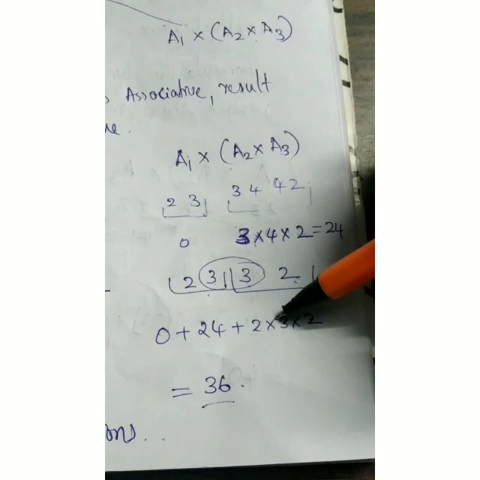 A₁ × (A₂ × A₃)
Associative, result
A₁ × (A₂ × A₃)
2 3 3 4 4 2
0 3 × 4 × 2 = 24
2 3 3 2
0 + 24 + 2 × 3 × 2
= 36.